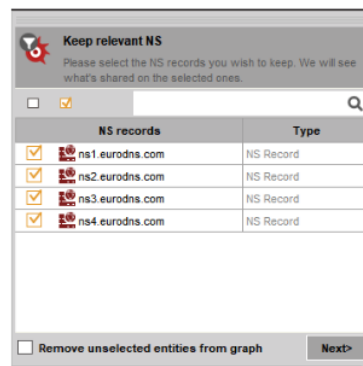 Keep relevant NS
Please select the NS records you wish to keep. We will see
what's shared on the selected ones.
NS records Type
ns1.eurodns.com NS Record
ns2.eurodns.com NS Record
ns3.eurodns.com NS Record
ns4.eurodns.com NS Record
Remove unselected entities from graph Next>